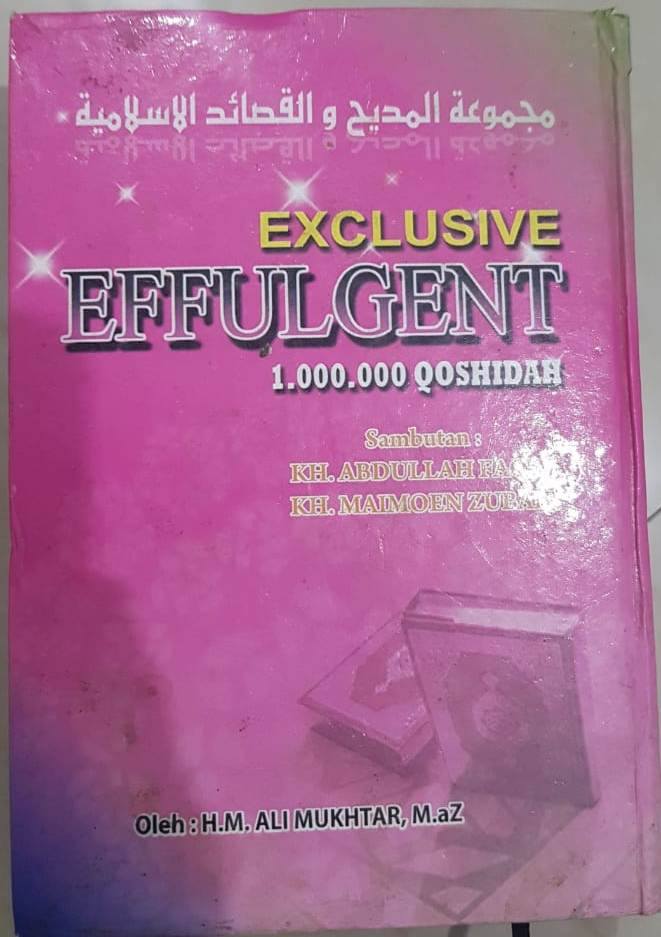 مجموعة المديح و القصائد الاسلامية
EXCLUSIVE
EFFULGENT
1.000.000 QOSHIDAH
Sambutan :
KH. ABDULLAH
KH. MAIMOEN
Oleh : H.M. ALI MUKHTAR, M.aZ